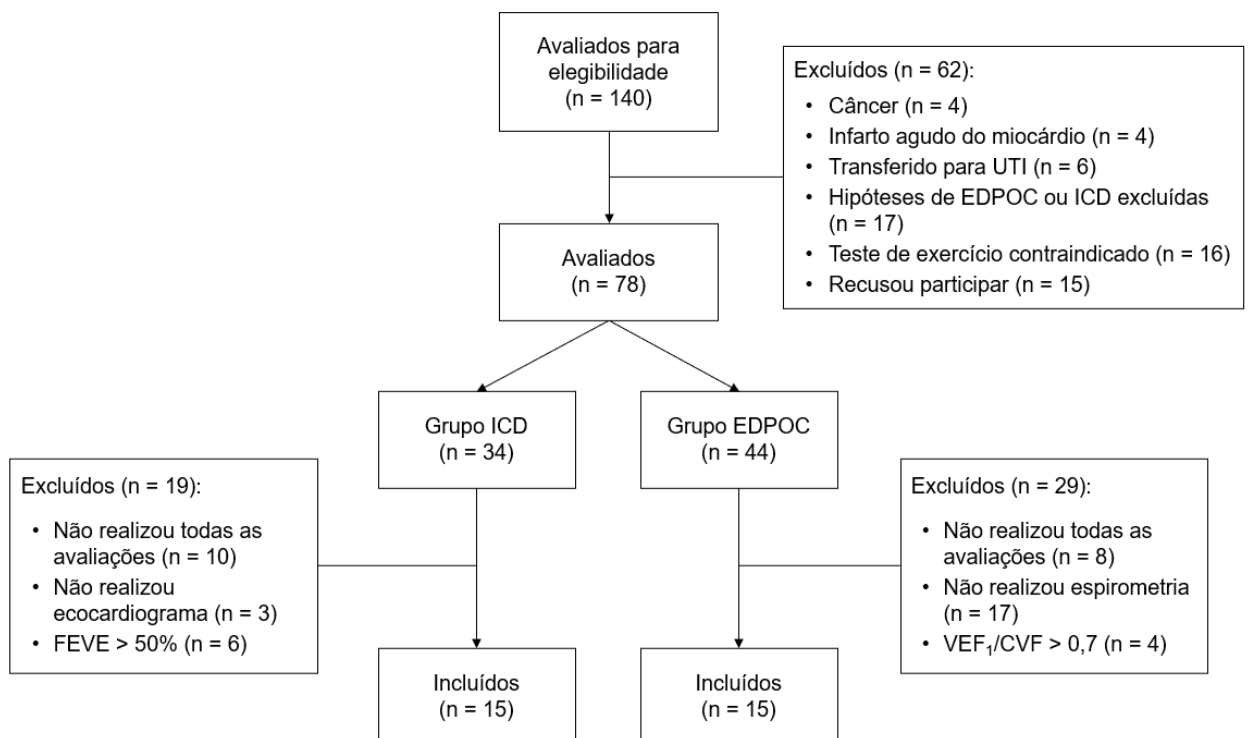 Avaliados para
elegibilidade
(n = 140)
Excluídos (n = 62):
• Câncer (n = 4)
• Infarto agudo do miocárdio (n = 4)
• Transferido para UTI (n = 6)
• Hipóteses de EDPOC ou ICD excluídas
(n = 17)
• Teste de exercício contraindicado (n = 16)
• Recusou participar (n = 15)
Avaliados
(n = 78)
Grupo ICD
(n = 34)
Grupo EDPOC
(n = 44)
Excluídos (n = 19):
• Não realizou todas as
avaliações (n = 10)
• Não realizou
ecocardiograma (n = 3)
• FEVE > 50% (n = 6)
Excluídos (n = 29):
• Não realizou todas as
avaliações (n = 8)
• Não realizou espirometria
(n = 17)
• VEF₁/CVF > 0,7 (n = 4)
Incluídos
(n = 15)
Incluídos
(n = 15)